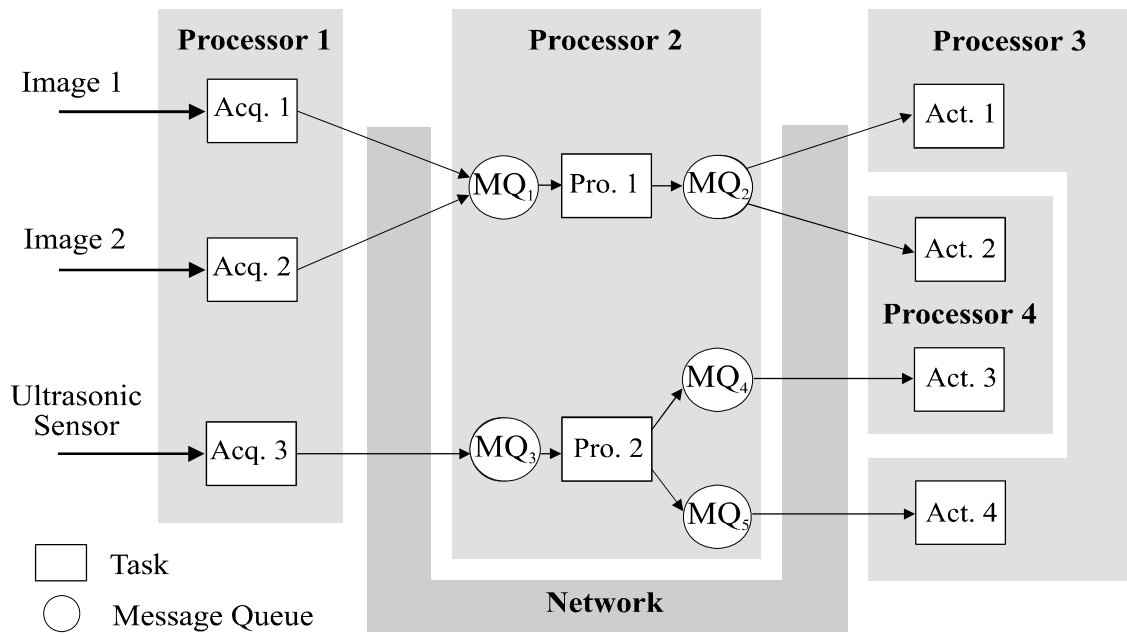 Processor 1
Processor 2
Processor 3
Image 1
Acq. 1
Act. 1
MQ1
Pro. 1
MQ2
Image 2
Acq. 2
Act. 2
Processor 4
Ultrasonic
Sensor
Acq. 3
MQ3
Pro. 2
MQ4
Act. 3
MQ5
Act. 4
Task
Message Queue
Network